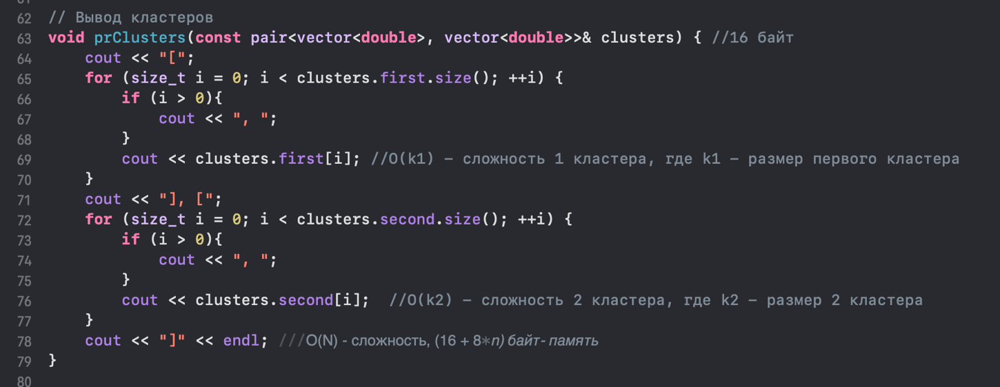 62 // Вывод кластеров
63 void prClusters(const pair<vector<double>, vector<double>>& clusters) { //16 байт
64     cout << "[";
65     for (size_t i = 0; i < clusters.first.size(); ++i) {
66         if (i > 0){
67             cout << ", ";
68         }
69         cout << clusters.first[i]; //O(k1) – сложность 1 кластера, где k1 – размер первого кластера
70     }
71     cout << "], [";
72     for (size_t i = 0; i < clusters.second.size(); ++i) {
73         if (i > 0){
74             cout << ", ";
75         }
76         cout << clusters.second[i];  //O(k2) – сложность 2 кластера, где k2 – размер 2 кластера
77     }
78     cout << "]" << endl; ///O(N) - сложность, (16 + 8*n) байт- память
79 }
80